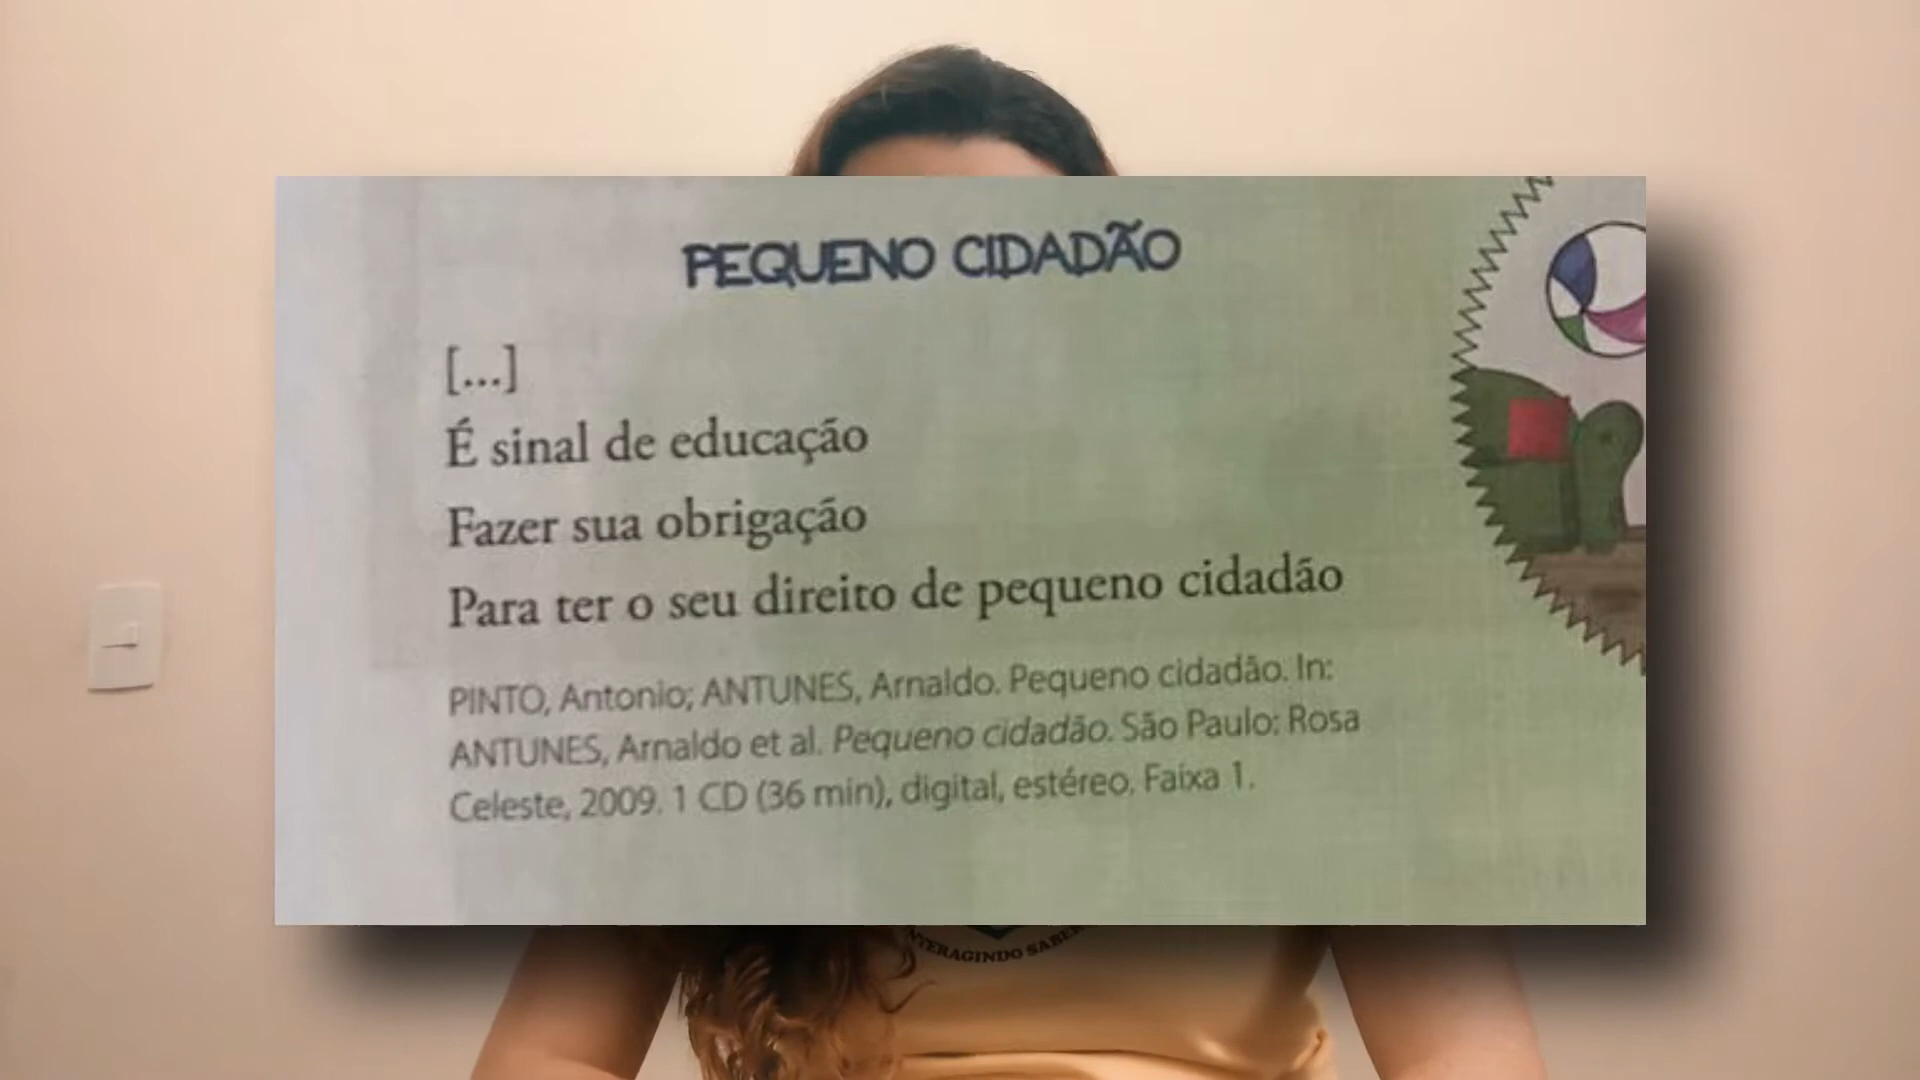 PEQUENO CIDADÃO
[...]
É sinal de educação
Fazer sua obrigação
Para ter o seu direito de pequeno cidadão
PINTO, Antonio; ANTUNES, Arnaldo. Pequeno cidadão. In:
ANTUNES, Arnaldo et al. Pequeno cidadão. São Paulo: Rosa
Celeste, 2009. 1 CD (36 min), digital, estéreo. Faixa 1.